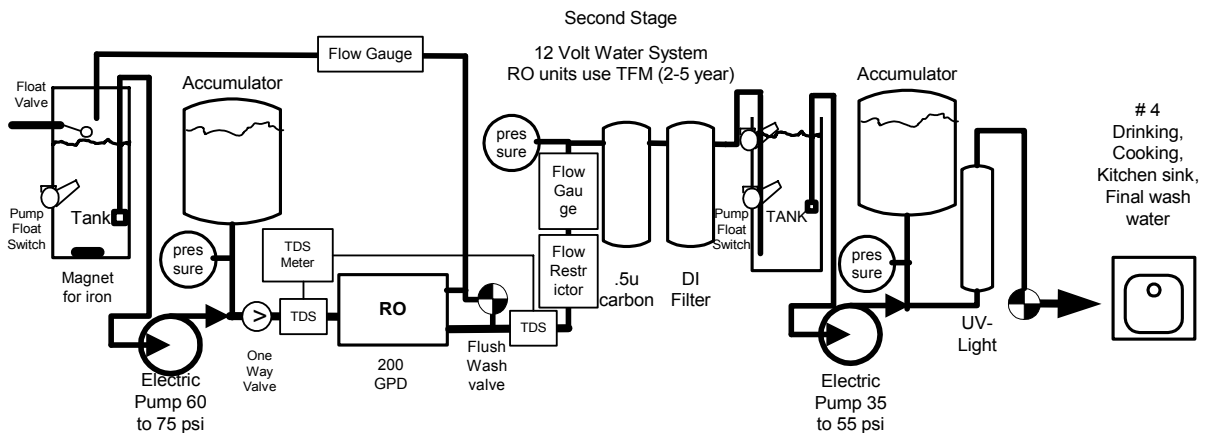 Second Stage
12 Volt Water System
RO units use TFM (2-5 year)
Flow Gauge
Float
Valve
Accumulator
Pump
Float
Switch
Tank
Magnet
for iron
pres
sure
TDS
Meter
TDS
RO
200
GPD
One
Way
Valve
Electric
Pump 60
to 75 psi
Flush
Wash
valve
TDS
pres
sure
Flow
Gau
ge
Flow
Restr
ictor
.5u
carbon
DI
Filter
Pump
Float
Switch
TANK
Accumulator
pres
sure
Electric
Pump 35
to 55 psi
UV-
Light
# 4
Drinking,
Cooking,
Kitchen sink,
Final wash
water